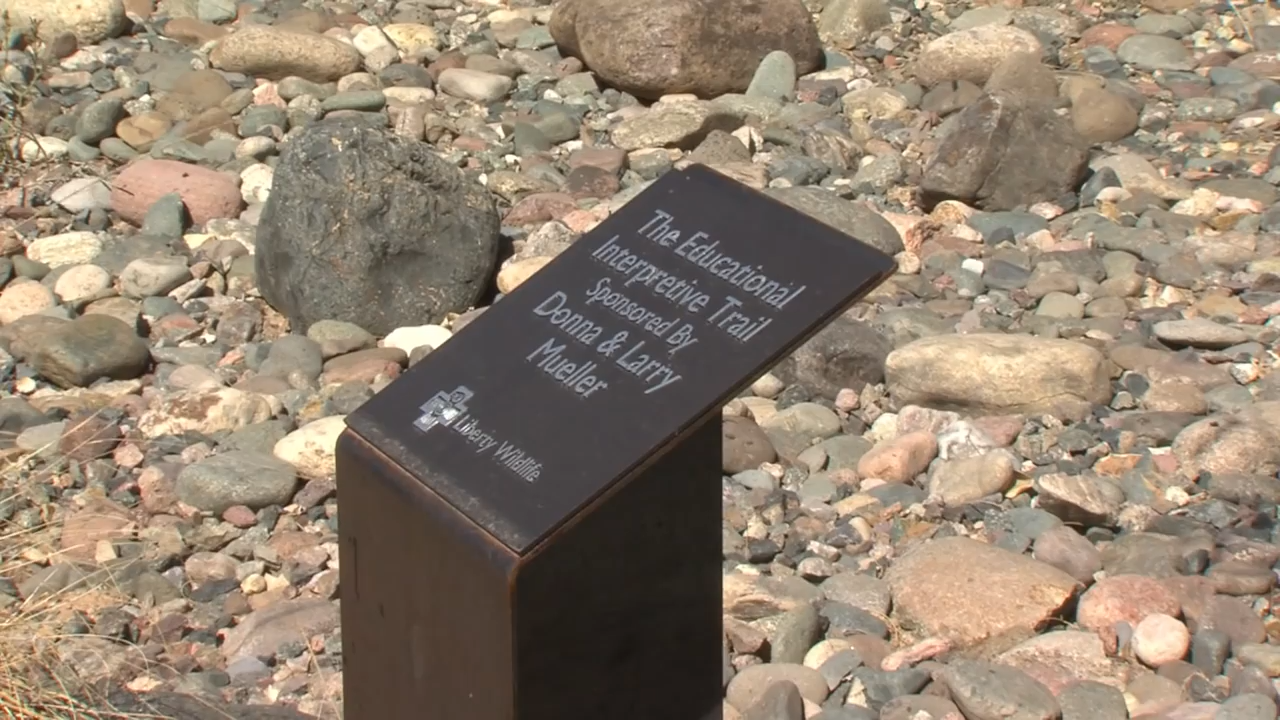 The Educational
Interpretive Trail
Sponsored By
Donna & Larry
Mueller
Liberty Wildlife